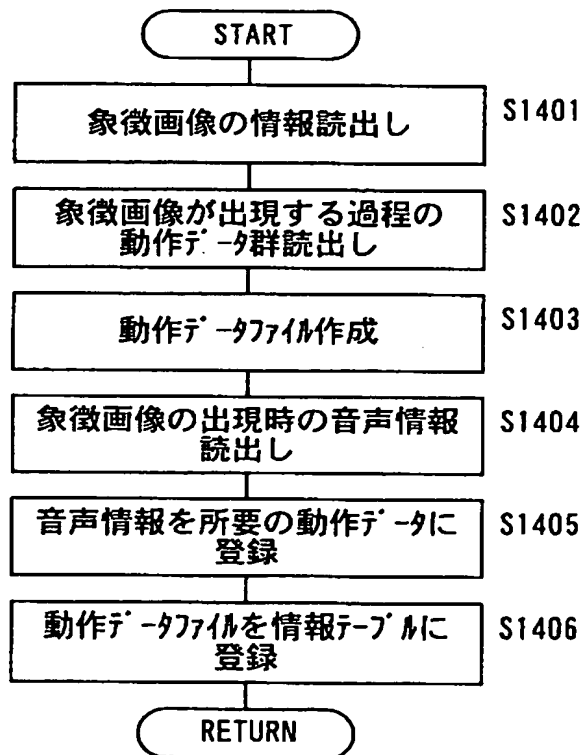 START
象徴画像の情報読出し
S1401
象徴画像が出現する過程の
動作ﾃﾞｰﾀ群読出し
S1402
動作ﾃﾞｰﾀﾌｧｲﾙ作成
S1403
象徴画像の出現時の音声情報
読出し
S1404
音声情報を所要の動作ﾃﾞｰﾀに
登録
S1405
動作ﾃﾞｰﾀﾌｧｲﾙを情報ﾃｰﾌﾞﾙに
登録
S1406
RETURN